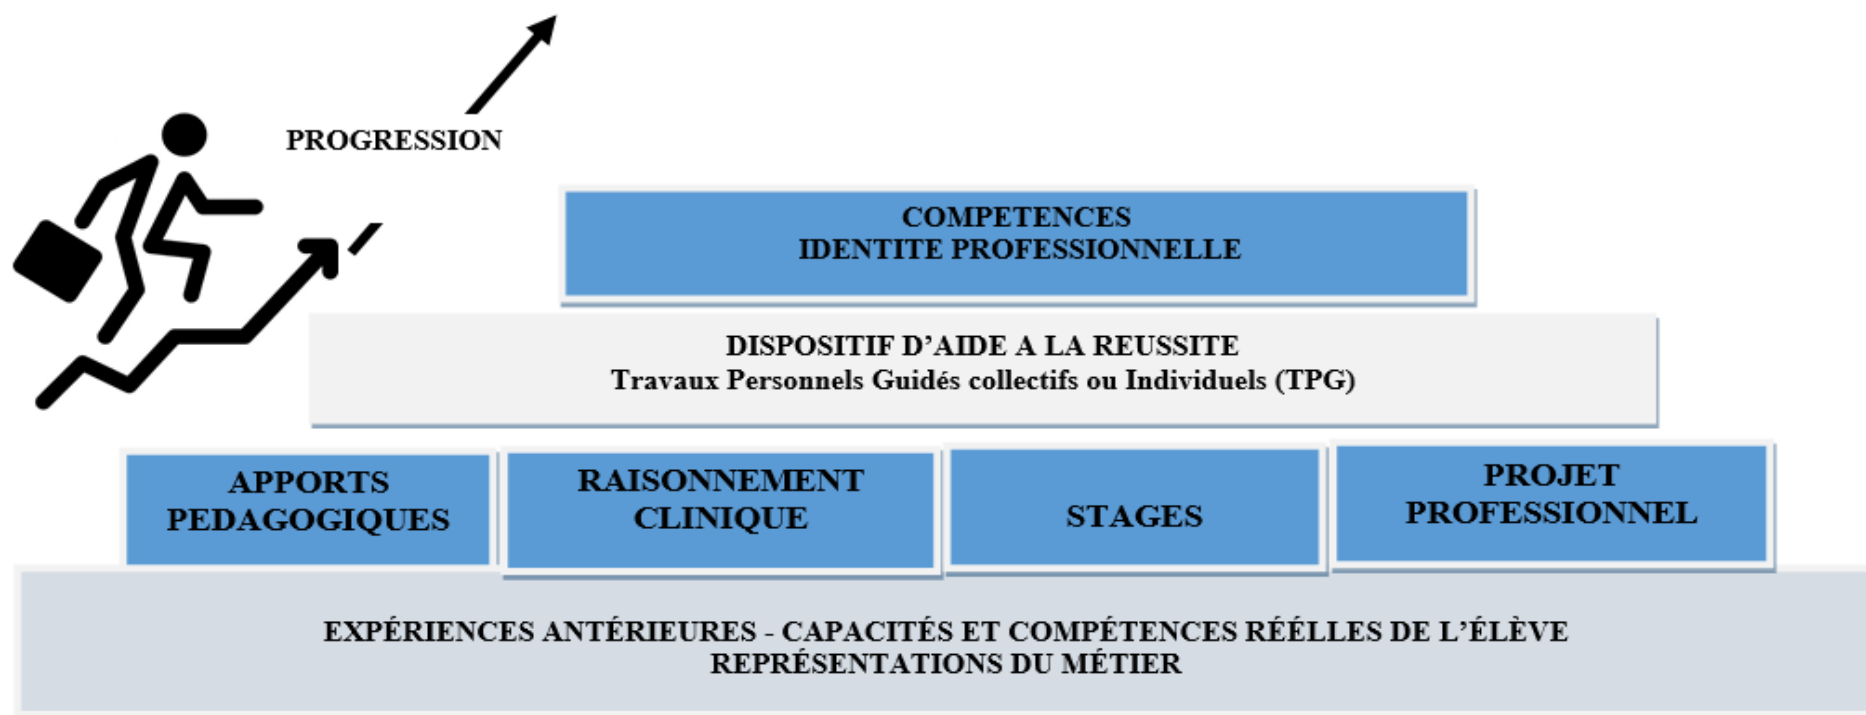 PROGRESSION
COMPETENCES
IDENTITE PROFESSIONNELLE
DISPOSITIF D’AIDE A LA REUSSITE
Travaux Personnels Guidés collectifs ou Individuels (TPG)
APPORTS
PEDAGOGIQUES
RAISONNEMENT
CLINIQUE
STAGES
PROJET
PROFESSIONNEL
EXPÉRIENCES ANTÉRIEURES - CAPACITÉS ET COMPÉTENCES RÉÉLLES DE L’ÉLÈVE
REPRÉSENTATIONS DU MÉTIER